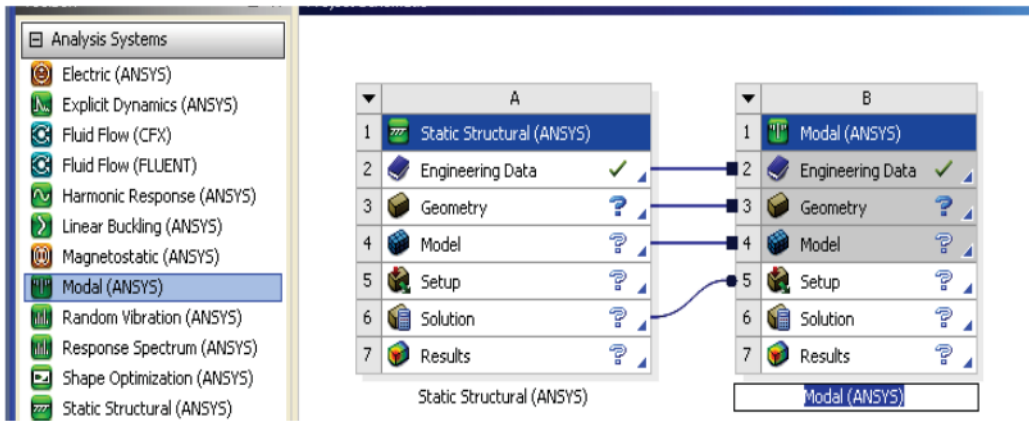 Analysis Systems
Electric (ANSYS)
Explicit Dynamics (ANSYS)
Fluid Flow (CFX)
Fluid Flow (FLUENT)
Harmonic Response (ANSYS)
Linear Buckling (ANSYS)
Magnetostatic (ANSYS)
Modal (ANSYS)
Random Vibration (ANSYS)
Response Spectrum (ANSYS)
Shape Optimization (ANSYS)
Static Structural (ANSYS)
A
1 Static Structural (ANSYS)
2 Engineering Data
3 Geometry ?
4 Model ?
5 Setup ?
6 Solution ?
7 Results ?
Static Structural (ANSYS)
B
1 Modal (ANSYS)
2 Engineering Data
3 Geometry ?
4 Model ?
5 Setup ?
6 Solution ?
7 Results ?
Modal (ANSYS)